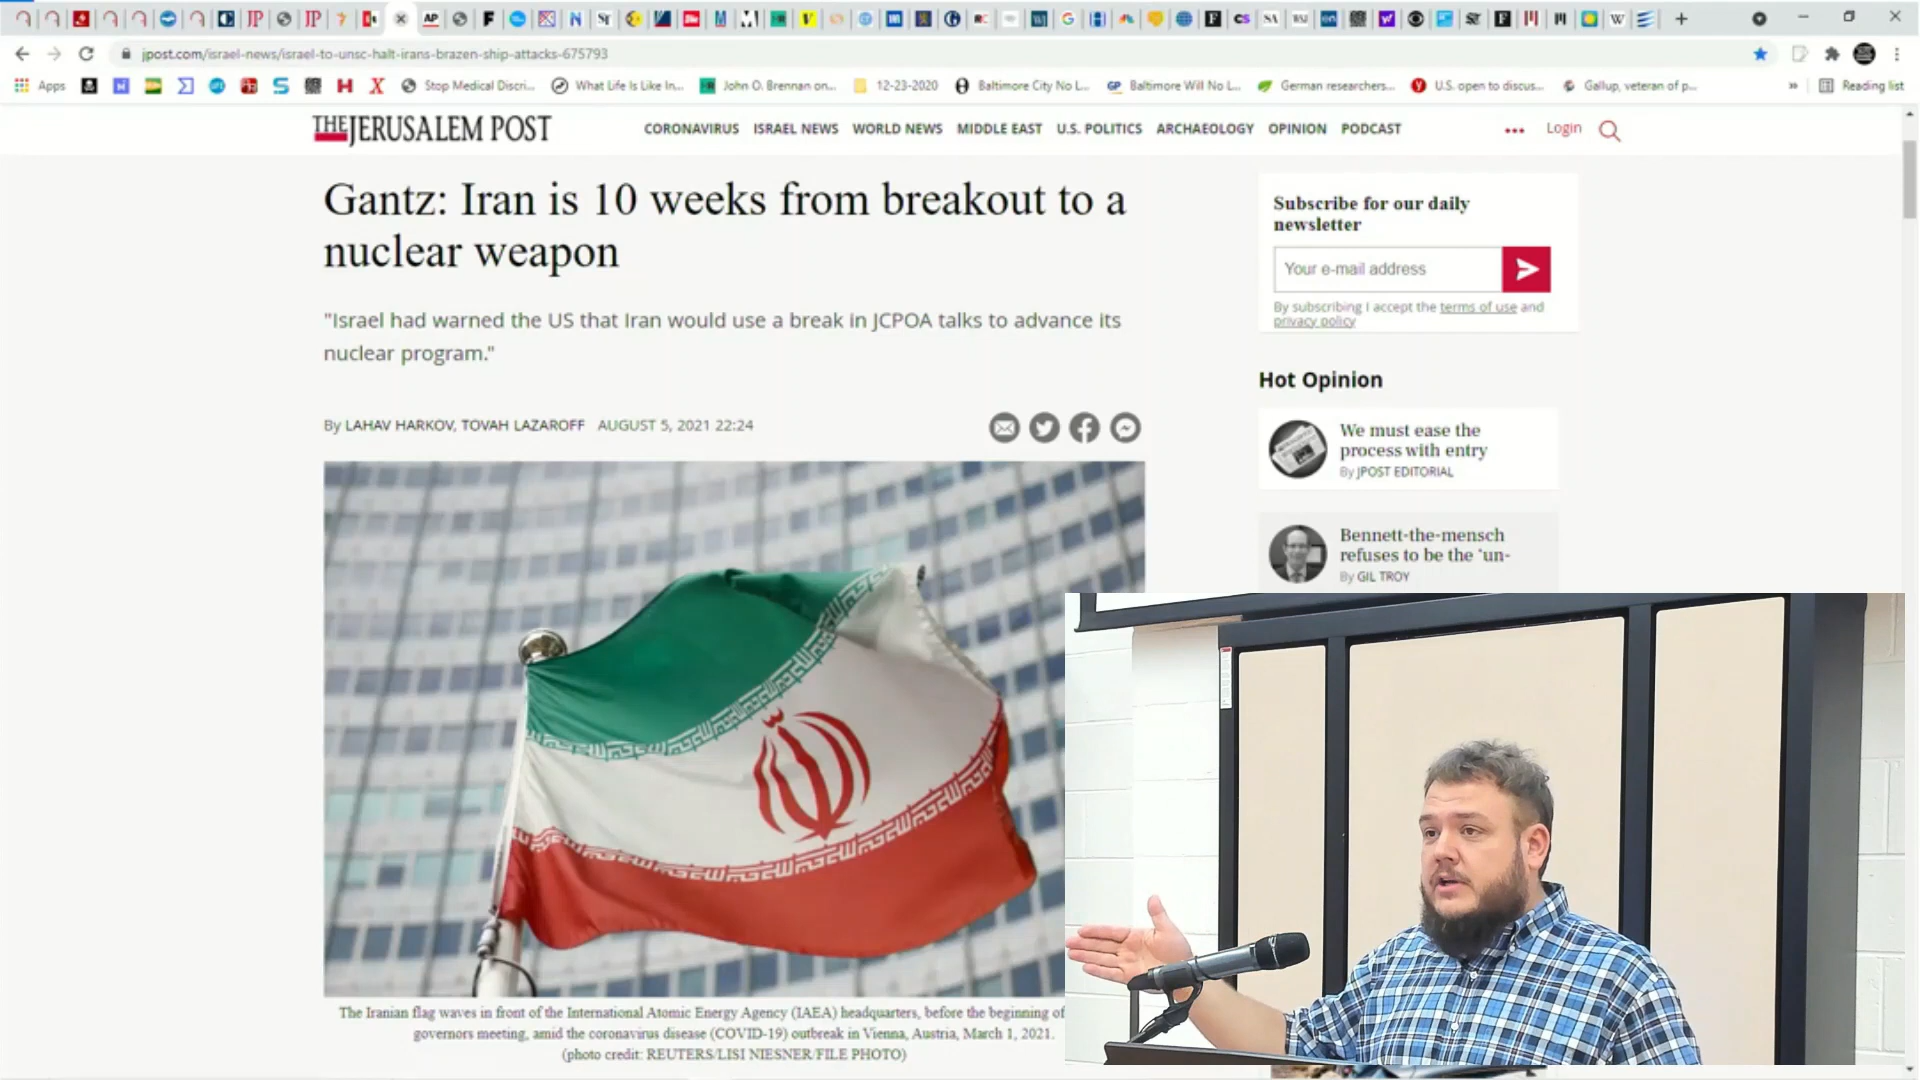 jpost.com/israel-news/israel-to-unsc-halt-irans-brazen-ship-attacks-675793
Apps
Stop Medical Discri...
What Life Is Like In...
John O. Brennan on...
12-23-2020
Baltimore City No L...
Baltimore Will No L...
German researchers...
U.S. open to discus...
Gallup, veteran of p...
»
Reading list
THE JERUSALEM POST
CORONAVIRUS ISRAEL NEWS WORLD NEWS MIDDLE EAST U.S. POLITICS ARCHAEOLOGY OPINION PODCAST
Login
Gantz: Iran is 10 weeks from breakout to a
nuclear weapon
"Israel had warned the US that Iran would use a break in JCPOA talks to advance its
nuclear program."
By LAHAV HARKOV, TOVAH LAZAROFF AUGUST 5, 2021 22:24
The Iranian flag waves in front of the International Atomic Energy Agency (IAEA) headquarters, before the beginning of
governors meeting, amid the coronavirus disease (COVID-19) outbreak in Vienna, Austria, March 1, 2021.
(photo credit: REUTERS/LISI NIESNER/FILE PHOTO)
Subscribe for our daily
newsletter
Your e-mail address
By subscribing I accept the terms of use and
privacy policy
Hot Opinion
We must ease the
process with entry
By JPOST EDITORIAL
Bennett-the-mensch
refuses to be the 'un-
By GIL TROY